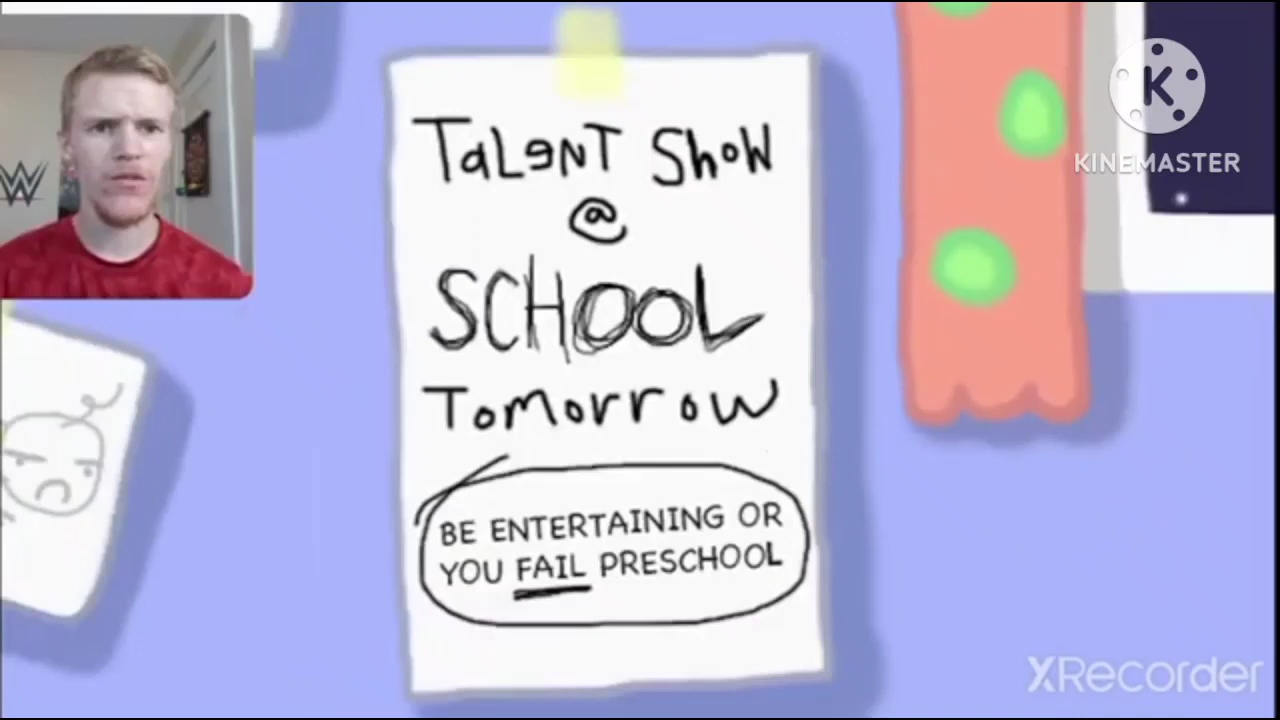 Talent Show
@
SCHOOL
Tomorrow
BE ENTERTAINING OR
YOU FAIL PRESCHOOL
W
K
KINEMASTER
XRecorder